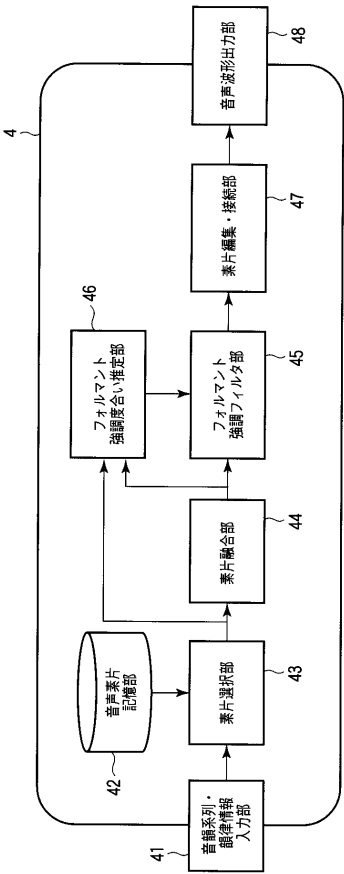 4
41
音韻系列・
韻律情報
入力部
42
音声素片
記憶部
43
素片選択部
44
素片融合部
45
フォルマント
強調フィルタ部
46
フォルマント
強調度合い推定部
47
素片編集・接続部
48
音声波形出力部